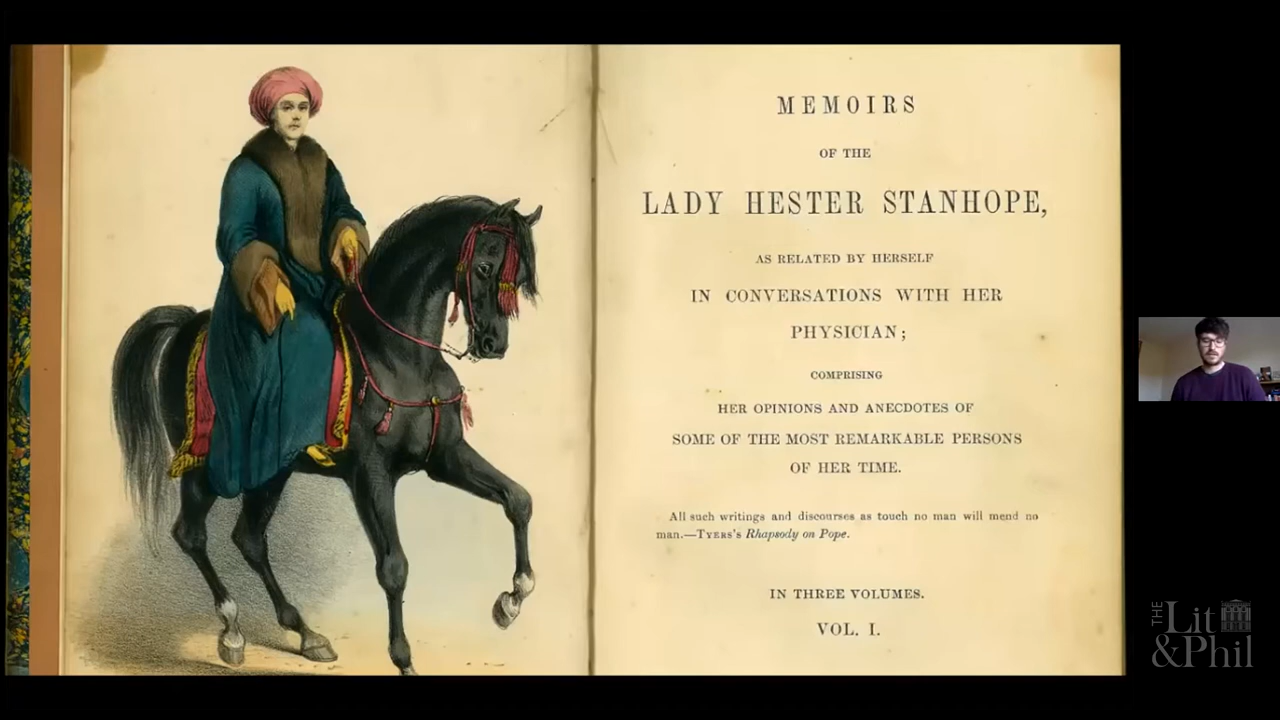 MEMOIRS
OF THE
LADY HESTER STANHOPE,
AS RELATED BY HERSELF
IN CONVERSATIONS WITH HER
PHYSICIAN;
COMPRISING
HER OPINIONS AND ANECDOTES OF
SOME OF THE MOST REMARKABLE PERSONS
OF HER TIME.
All such writings and discourses as touch no man will mend no
man.—TYERS's Rhapsody on Pope.
IN THREE VOLUMES.
VOL. I.
THE
Lit
&Phil